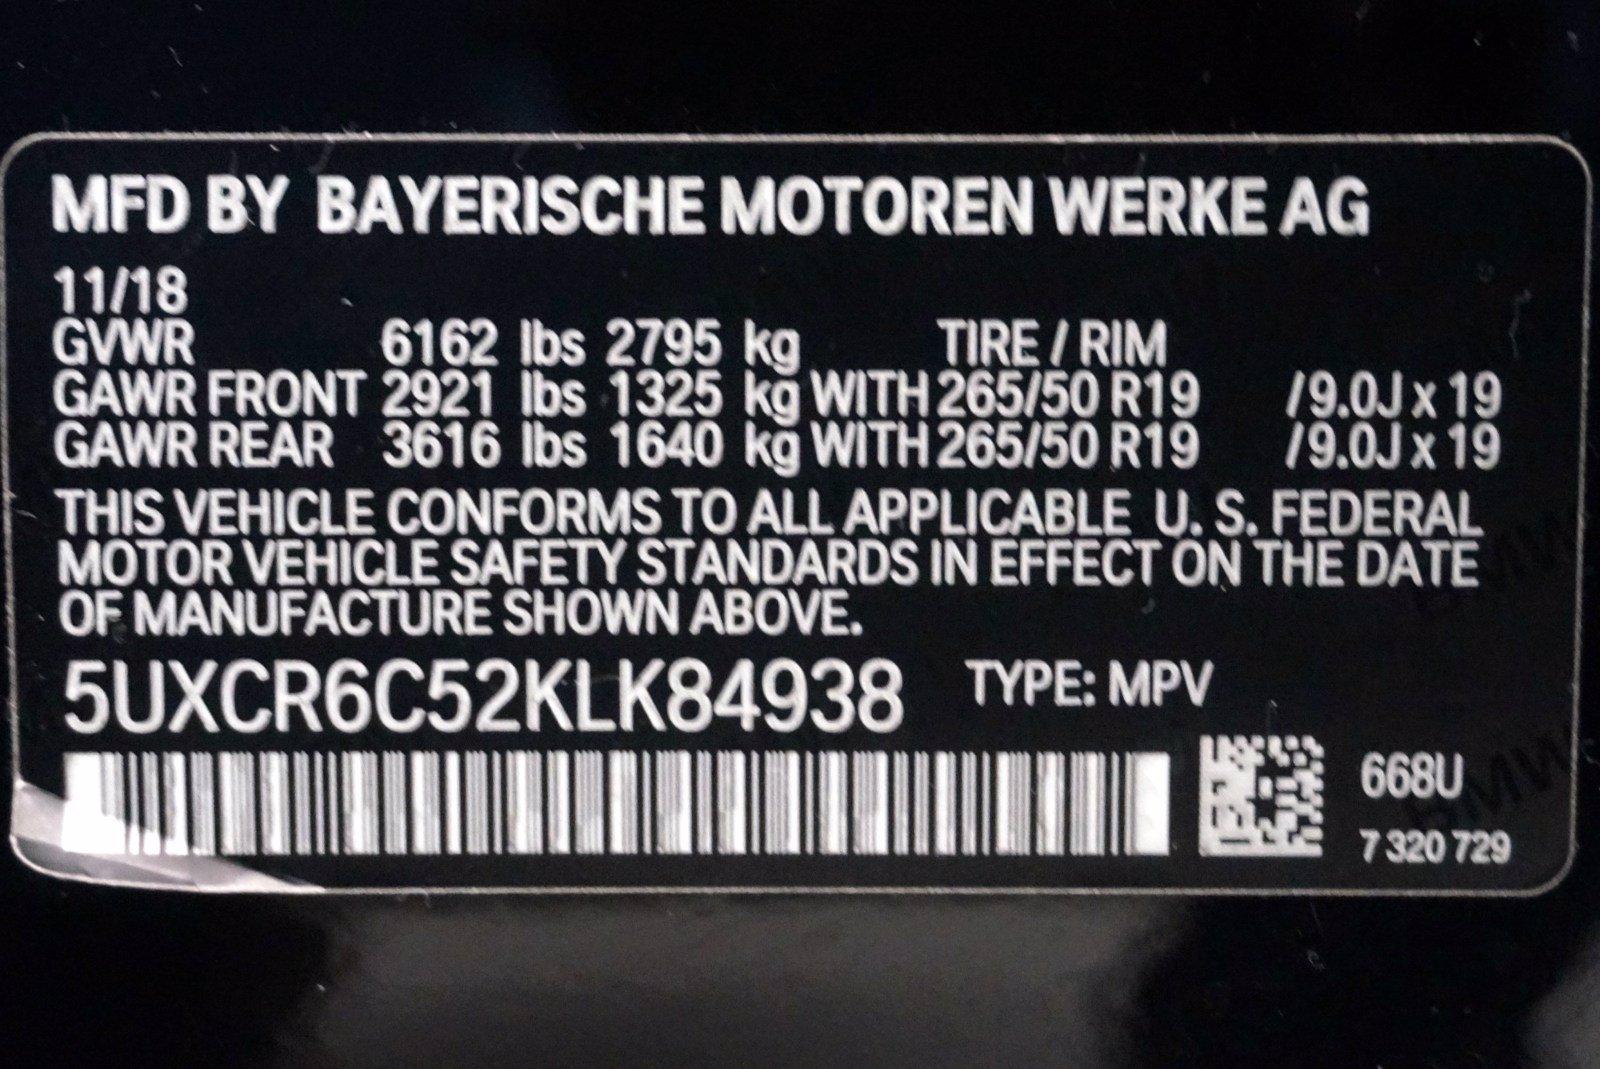 MFD BY BAYERISCHE MOTOREN WERKE AG
11/18
GVWR 6162 lbs 2795 kg TIRE / RIM
GAWR FRONT 2921 lbs 1325 kg WITH 265/50 R19 /9.0J x 19
GAWR REAR 3616 lbs 1640 kg WITH 265/50 R19 /9.0J x 19
THIS VEHICLE CONFORMS TO ALL APPLICABLE U. S. FEDERAL
MOTOR VEHICLE SAFETY STANDARDS IN EFFECT ON THE DATE
OF MANUFACTURE SHOWN ABOVE.
5UXCR6C52KLK84938 TYPE: MPV
668U
7 320 729